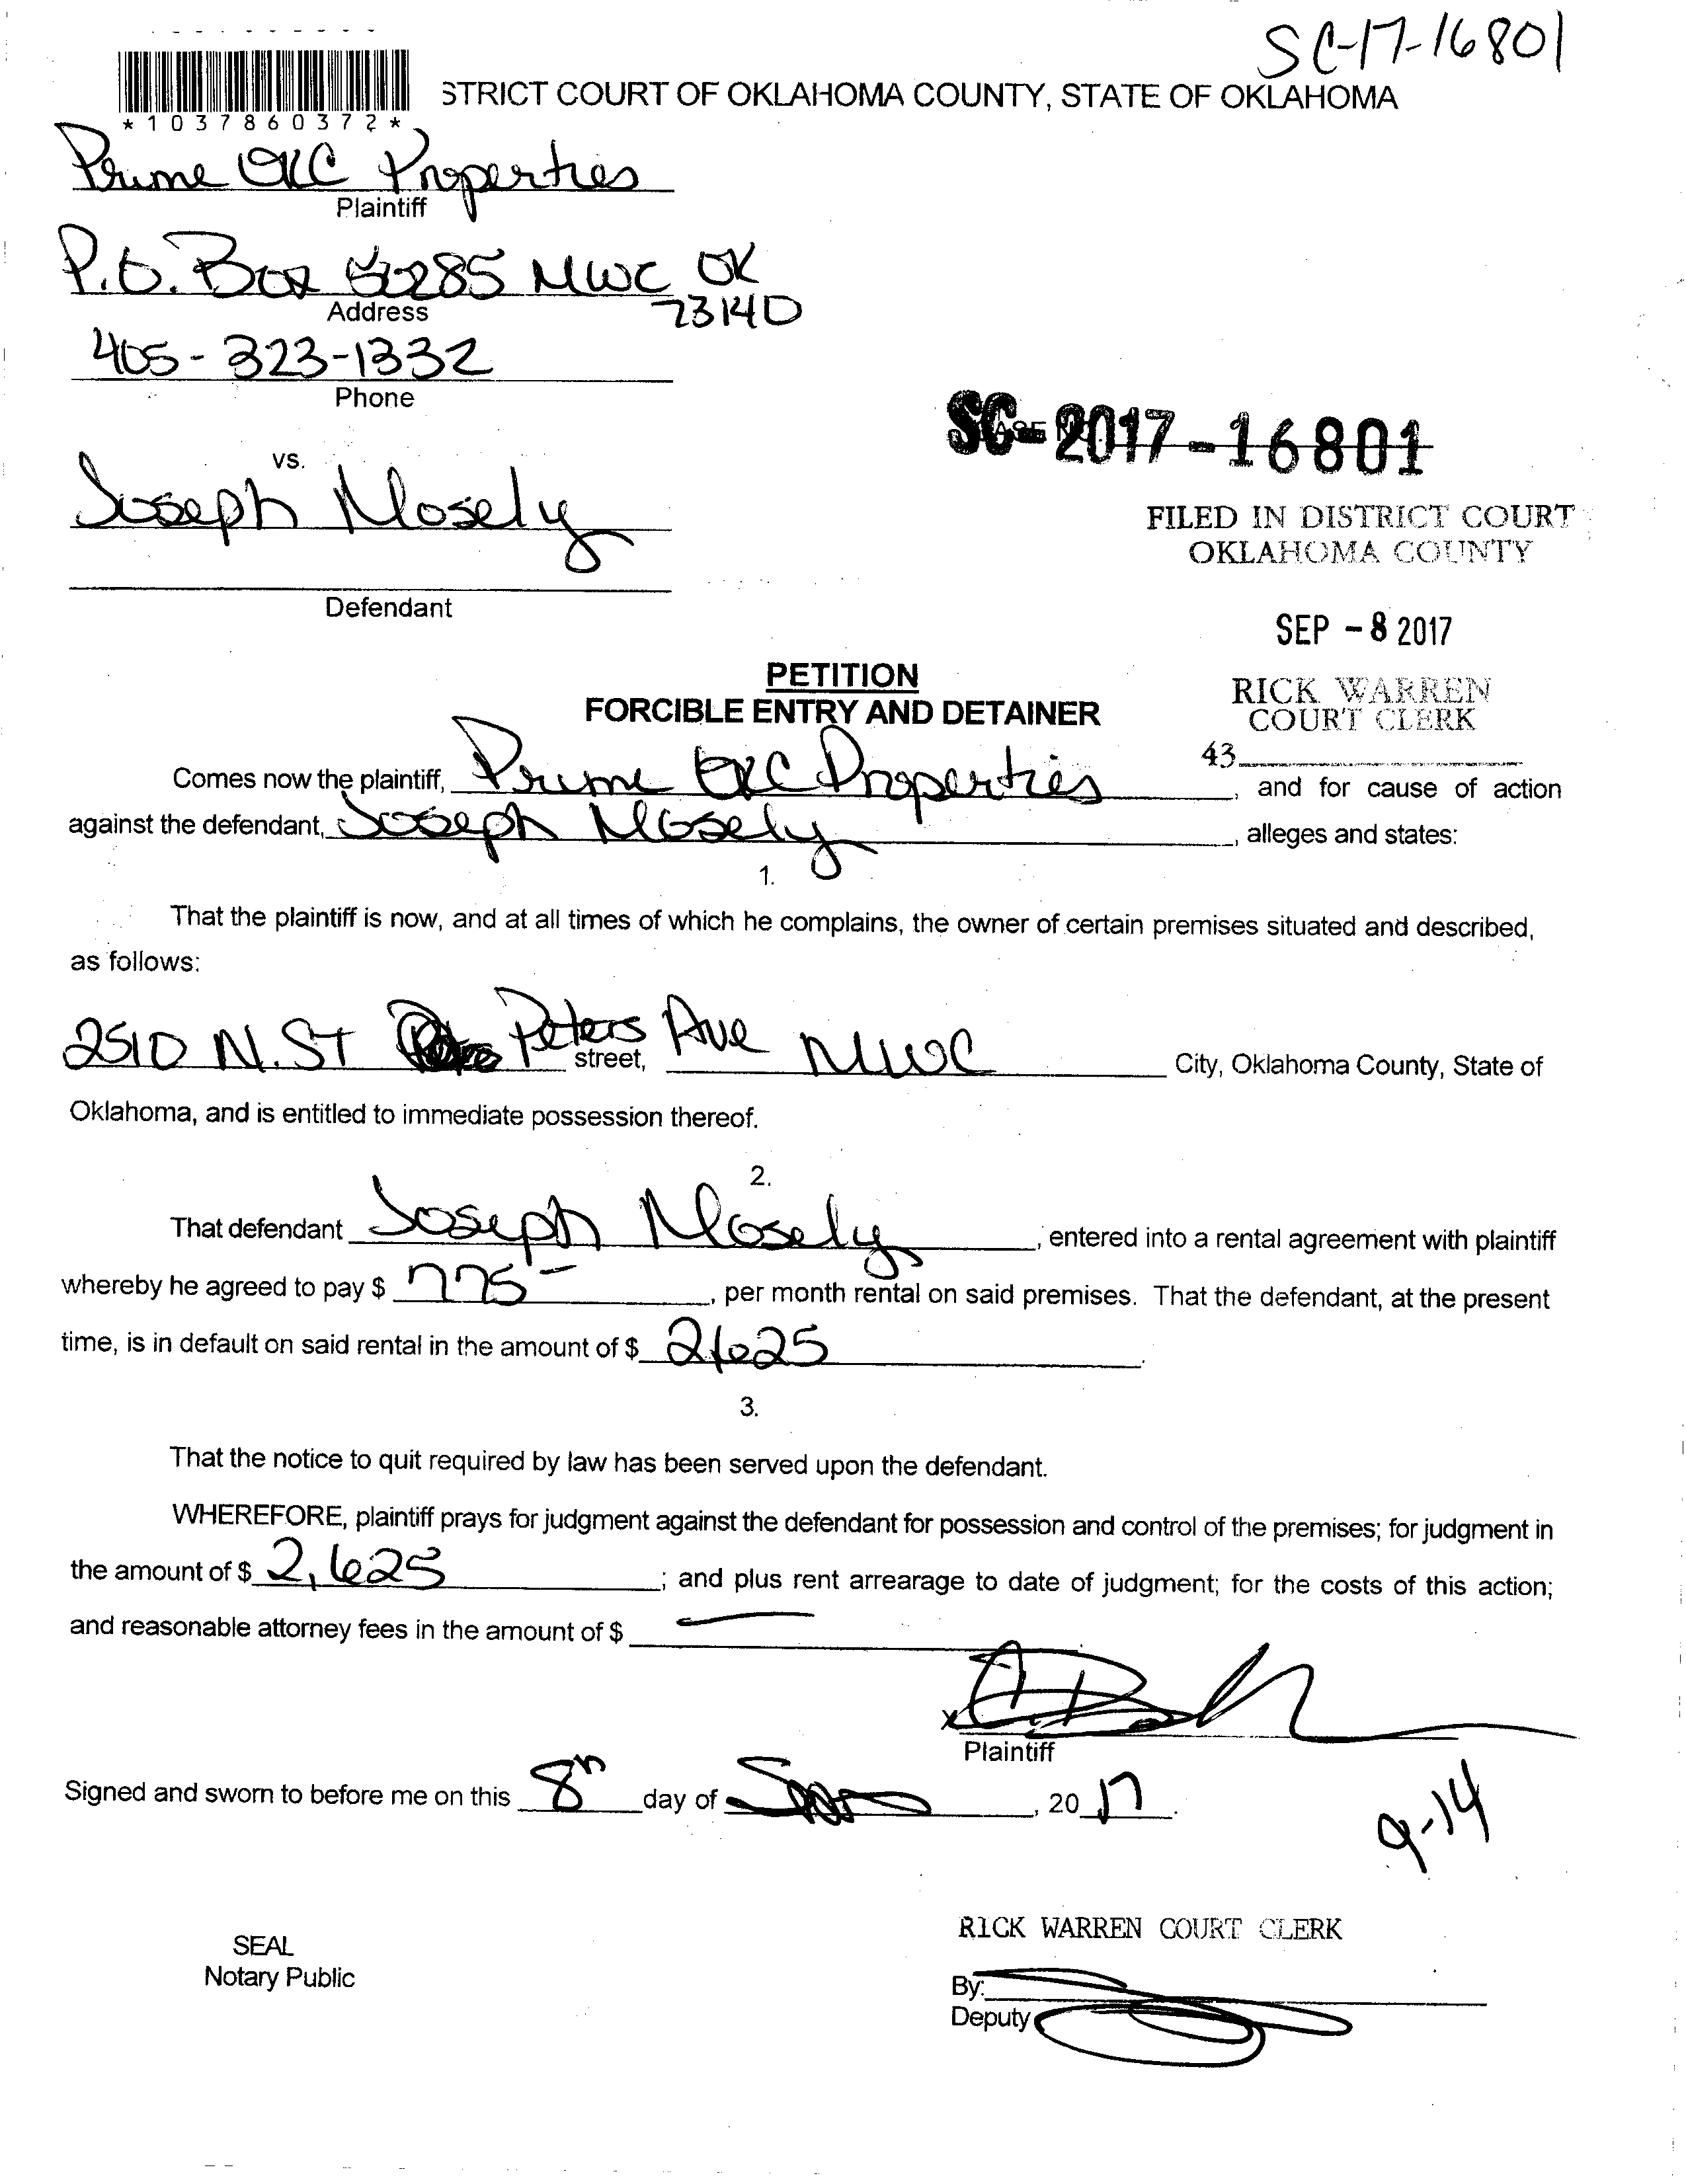 SC-17-16801
STRICT COURT OF OKLAHOMA COUNTY, STATE OF OKLAHOMA
*1037860372*
Prime OKC Properties
Plaintiff
P.O. Box 285 MWC OK
Address 73140
405-323-1332
Phone
SC-2017-16801
vs.
Joseph Mosely
FILED IN DISTRICT COURT
OKLAHOMA COUNTY
Defendant
SEP - 8 2017
PETITION
FORCIBLE ENTRY AND DETAINER
RICK WARREN
COURT CLERK
43
Comes now the plaintiff, Prime OKC Properties, and for cause of action
against the defendant, Joseph Mosely, alleges and states:
1.
That the plaintiff is now, and at all times of which he complains, the owner of certain premises situated and described,
as follows:
2510 N. ST Peters street, Ave MWC City, Oklahoma County, State of
Oklahoma, and is entitled to immediate possession thereof.
2.
That defendant Joseph Mosely, entered into a rental agreement with plaintiff
whereby he agreed to pay $ 775-, per month rental on said premises. That the defendant, at the present
time, is in default on said rental in the amount of $ 2625.
3.
That the notice to quit required by law has been served upon the defendant.
WHEREFORE, plaintiff prays for judgment against the defendant for possession and control of the premises; for judgment in
the amount of $ 2,625; and plus rent arrearage to date of judgment; for the costs of this action;
and reasonable attorney fees in the amount of $ —
x
Plaintiff
Signed and sworn to before me on this 8th day of , 20 17.
9-14
RICK WARREN COURT CLERK
SEAL
Notary Public
By:
Deputy